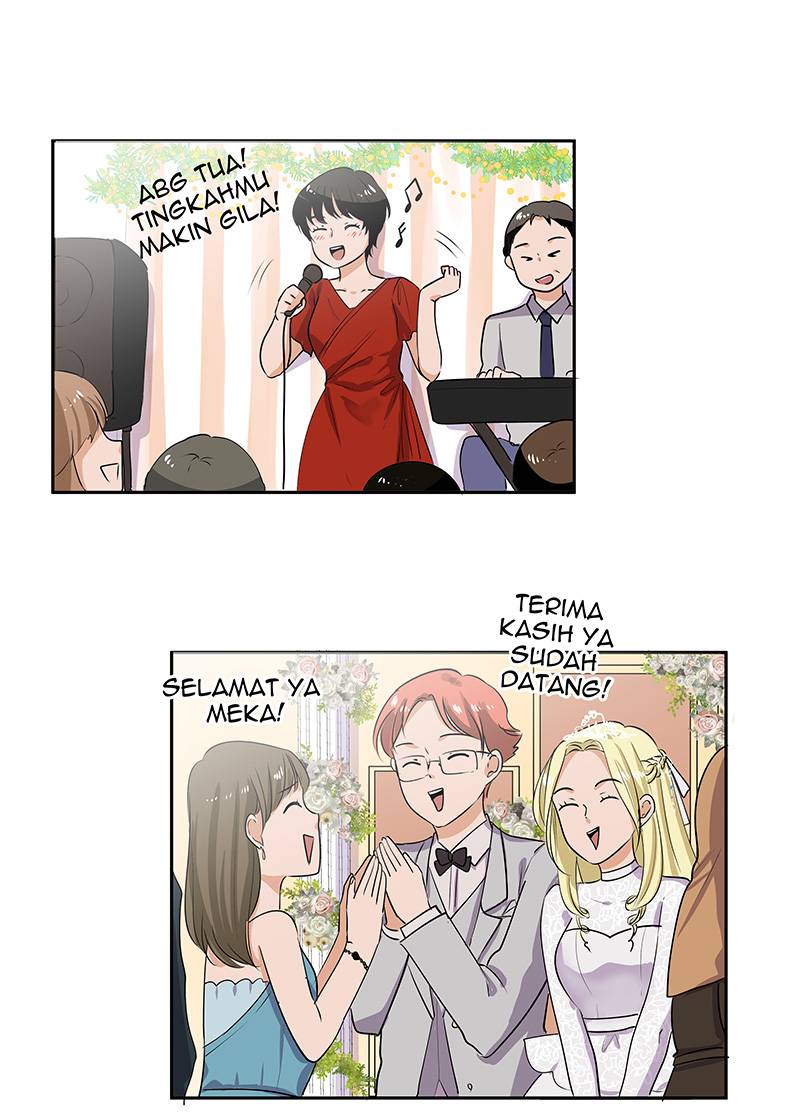 ABG TUA!
TINGKAHMU
MAKIN GILA!
SELAMAT YA
MEKA!
TERIMA
KASIH YA
SUDAH
DATANG!